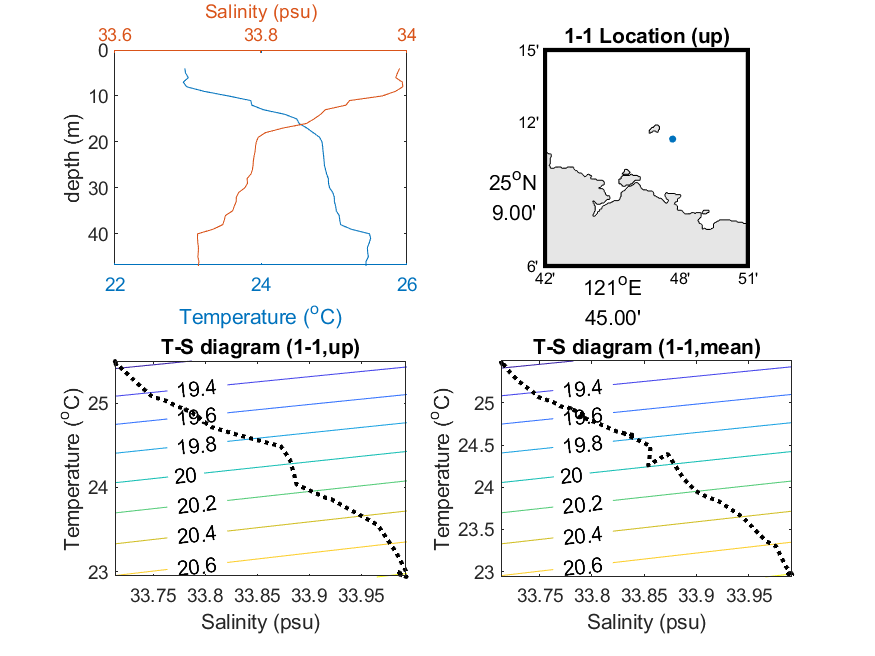 Salinity (psu)
33.6 33.8 34
0
10
20
30
40
depth (m)
22 24 26
Temperature (°C)
1-1 Location (up)
15'
12'
25°N
9.00'
6'
42' 48' 51'
121°E
45.00'
T-S diagram (1-1,up)
25
24
23
Temperature (°C)
19.4
19.6
19.8
20
20.2
20.4
20.6
33.75 33.8 33.85 33.9 33.95
Salinity (psu)
T-S diagram (1-1,mean)
25
24.5
24
23.5
23
Temperature (°C)
19.4
19.6
19.8
20
20.2
20.4
20.6
33.75 33.8 33.85 33.9 33.95
Salinity (psu)